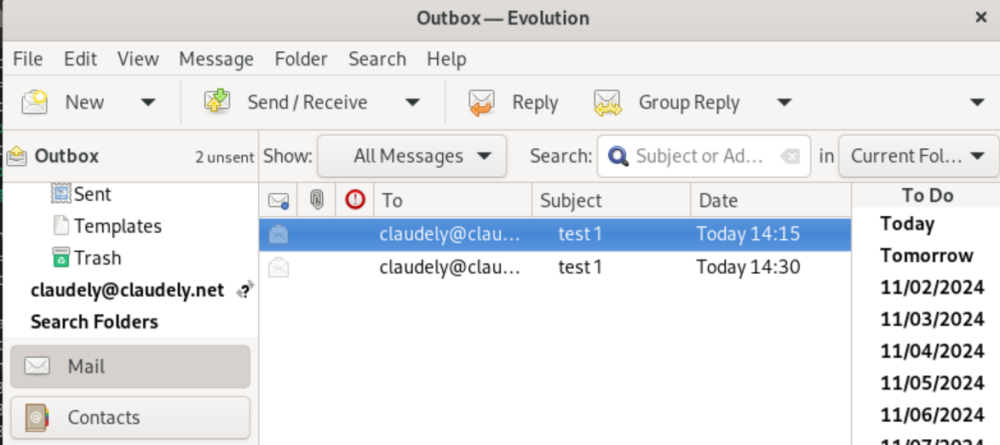 Outbox — Evolution
File Edit View Message Folder Search Help
New Send / Receive Reply Group Reply
Outbox 2 unsent Show: All Messages Search: Subject or Ad... in Current Fol...
Sent
Templates
Trash
claudely@claudely.net
Search Folders
Mail
Contacts
To Subject Date
claudely@clau... test 1 Today 14:15
claudely@clau... test 1 Today 14:30
To Do
Today
Tomorrow
11/02/2024
11/03/2024
11/04/2024
11/05/2024
11/06/2024
11/07/2024